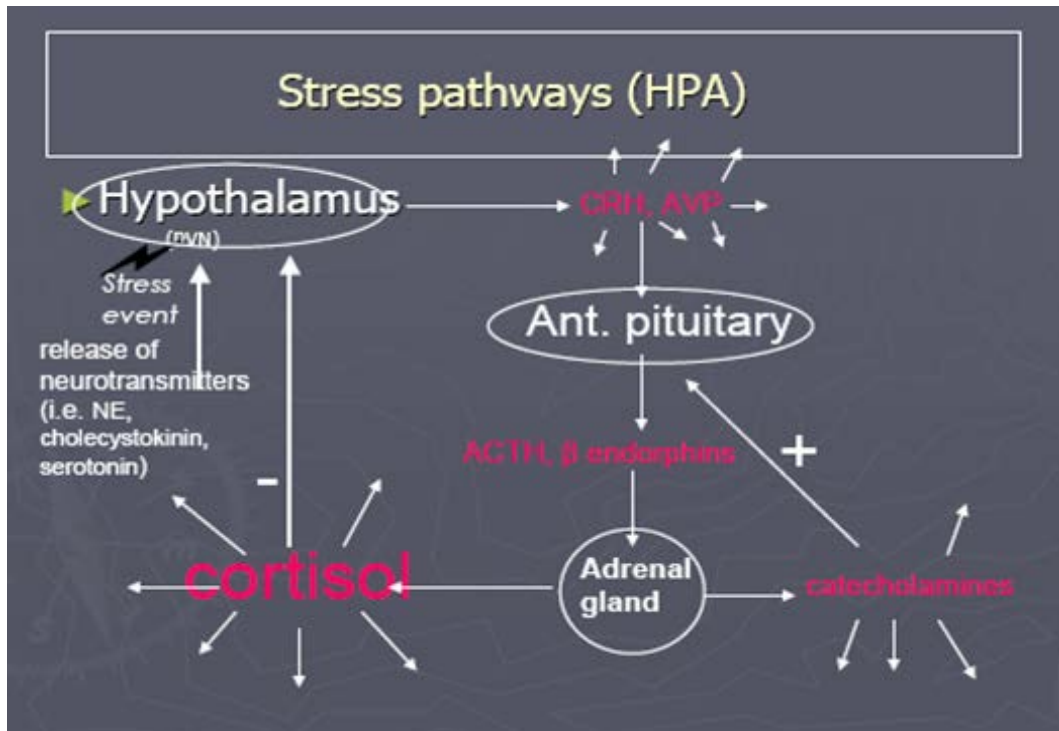 Stress pathways (HPA)
Hypothalamus
(PVN)
Stress
event
release of
neurotransmitters
(i.e. NE,
cholecystokinin,
serotonin)
CRH, AVP
Ant. pituitary
ACTH, β endorphins
+
-
cortisol
Adrenal
gland
catecholamines